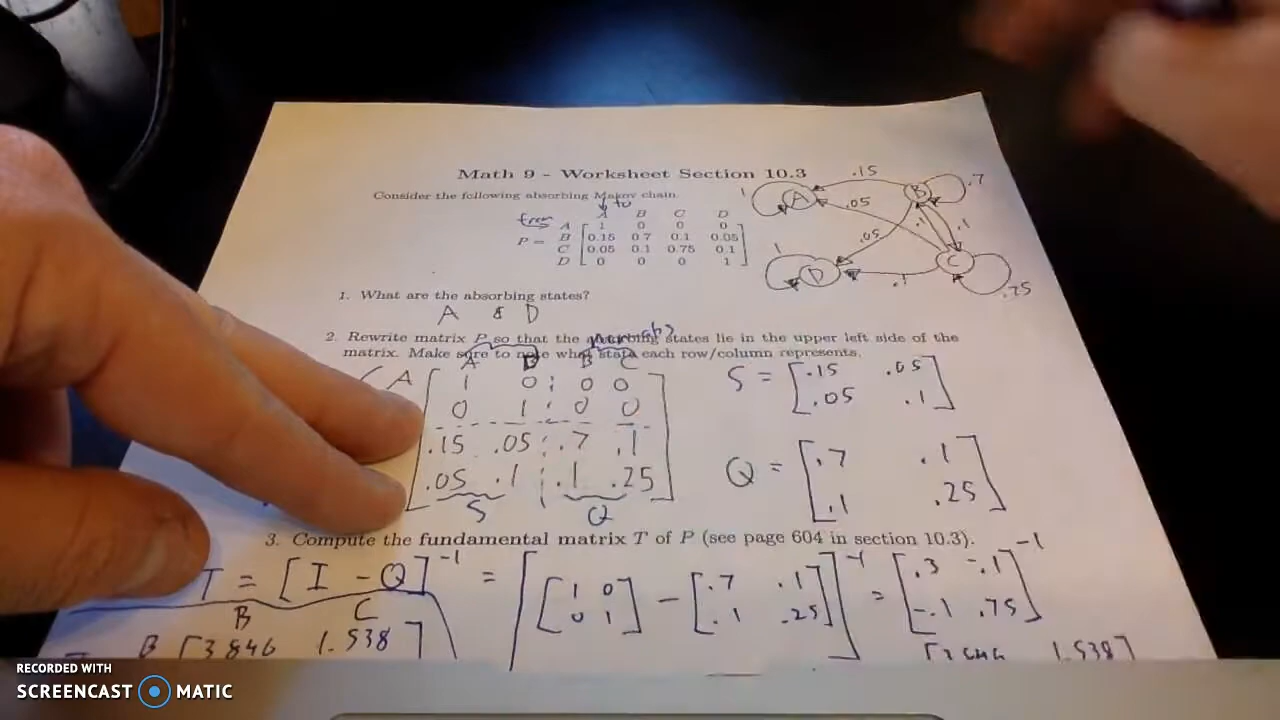 Math 9 - Worksheet Section 10.3
Consider the following absorbing Makov chain.
to
from A B C D
A 1 0 0 0
P = B 0.15 0.7 0.1 0.05
C 0.05 0.1 0.75 0.1
D 0 0 0 1
1 A .15 B .7
.05 .05 .1 .1
1 D .1 C .75
1. What are the absorbing states?
A & D
2. Rewrite matrix P so that the absorbing states lie in the upper left side of the
matrix. Make sure to note what state each row/column represents.
A D B C
A 1 0 0 0
0 1 0 0
.15 .05 .7 .1
.05 .1 .1 .25
S Q
S = [.15 .05
.05 .1]
Q = [.7 .1
.1 .25]
3. Compute the fundamental matrix T of P (see page 604 in section 10.3).
T = [I - Q]⁻¹ = [[1 0 0 1] - [.7 .1 .1 .25]]⁻¹ = [.3 -.1 -.1 .75]⁻¹
B C
B [3.846 1.538]
1.538]
RECORDED WITH
SCREENCAST MATIC